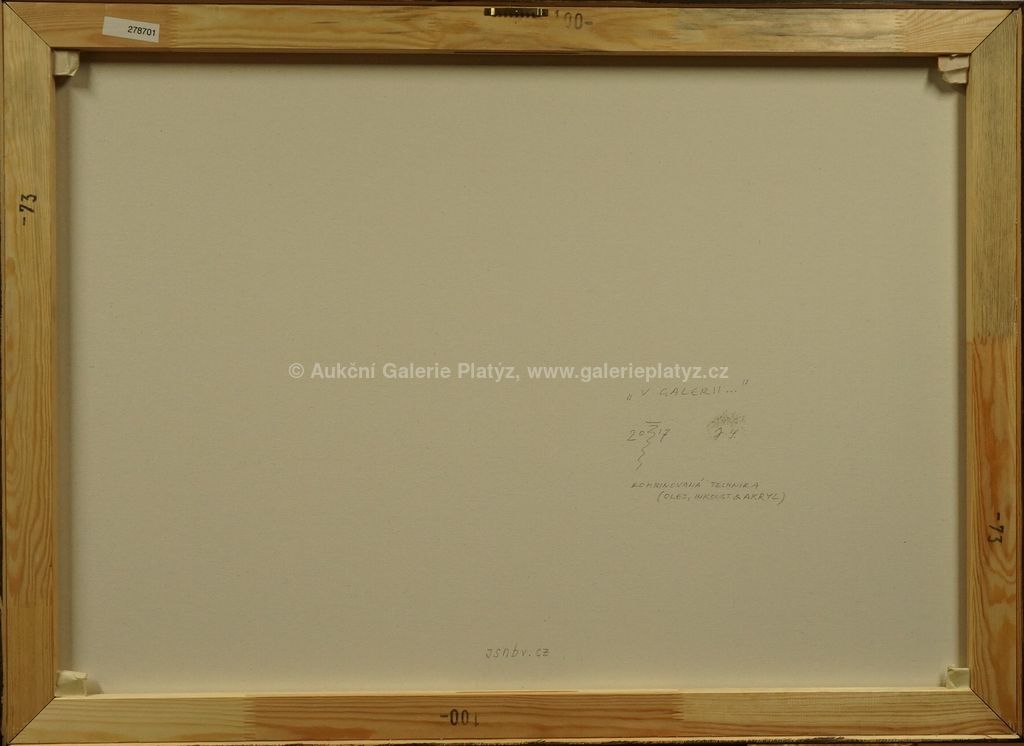 278701
100-
-73
© Aukční Galerie Platýz, www.galerieplatyz.cz
„ V GALERII... "
2017
KOMBINOVANÁ TECHNIKA
(OLEJ, INKOUST & AKRYL)
-73
jsnbv.cz
-100